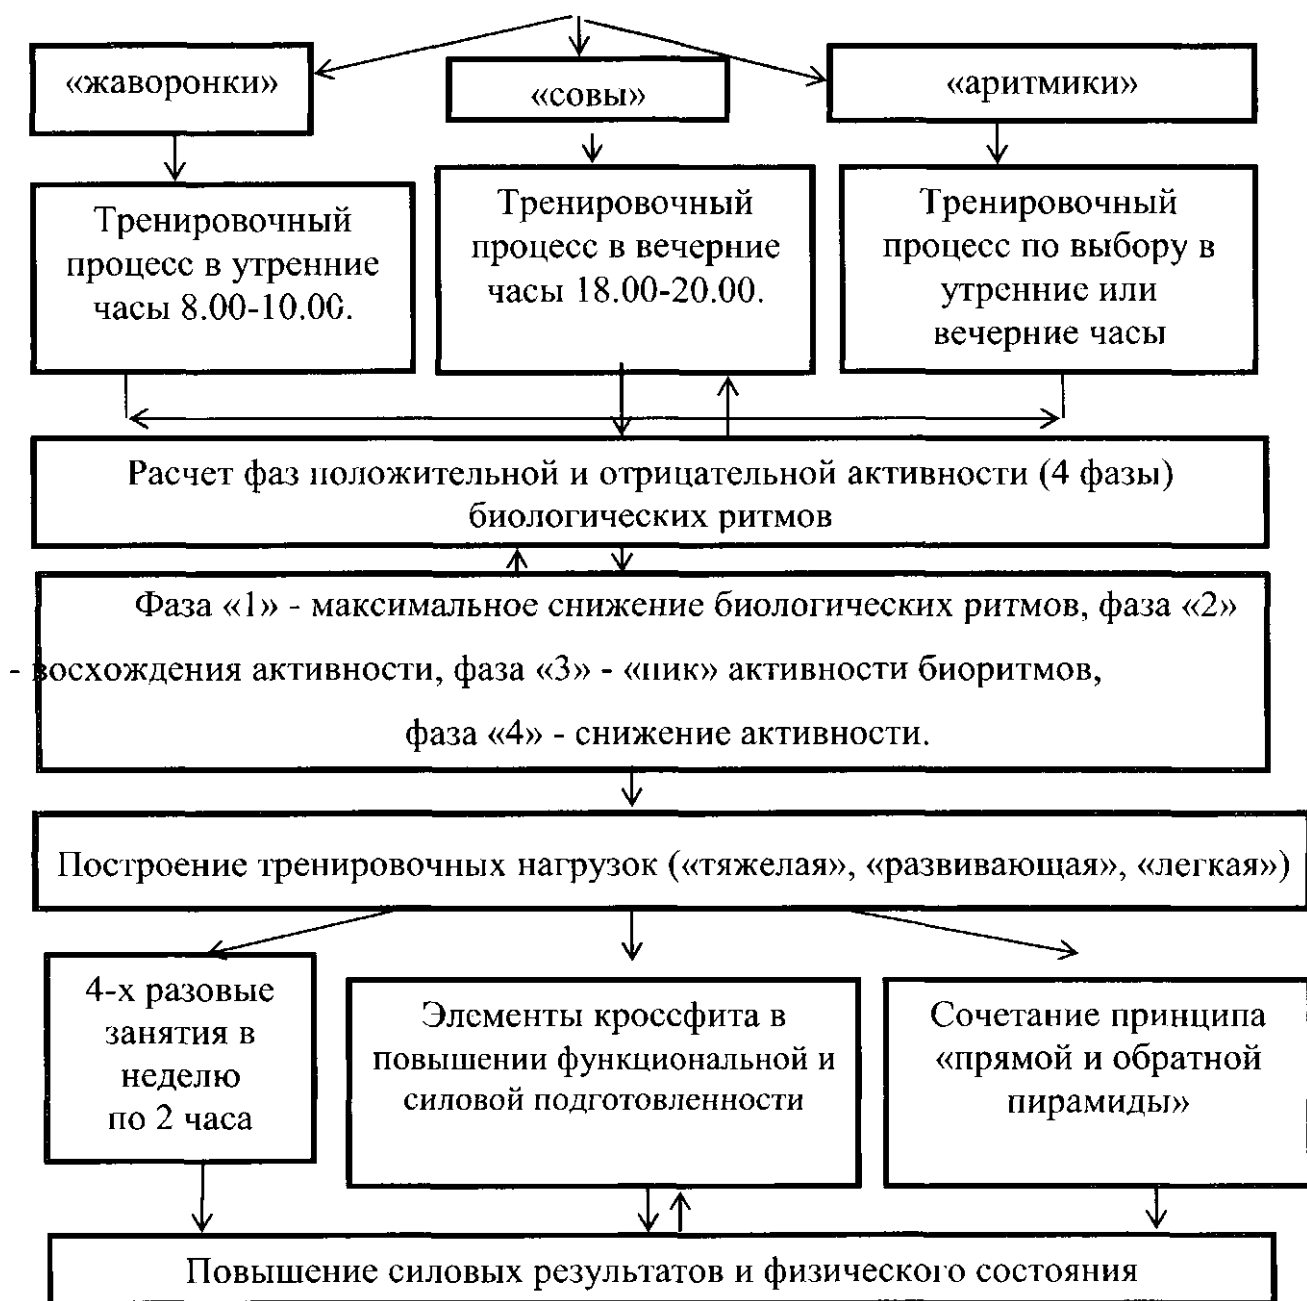 «жаворонки»
«совы»
«аритмики»
Тренировочный
процесс в утренние
часы 8.00-10.00.
Тренировочный
процесс в вечерние
часы 18.00-20.00.
Тренировочный
процесс по выбору в
утренние или
вечерние часы
Расчет фаз положительной и отрицательной активности (4 фазы)
биологических ритмов
Фаза «1» - максимальное снижение биологических ритмов, фаза «2»
- восхождения активности, фаза «3» - «пик» активности биоритмов,
фаза «4» - снижение активности.
Построение тренировочных нагрузок («тяжелая», «развивающая», «легкая»)
4-х разовые
занятия в
неделю
по 2 часа
Элементы кроссфита в
повышении функциональной и
силовой подготовленности
Сочетание принципа
«прямой и обратной
пирамиды»
Повышение силовых результатов и физического состояния